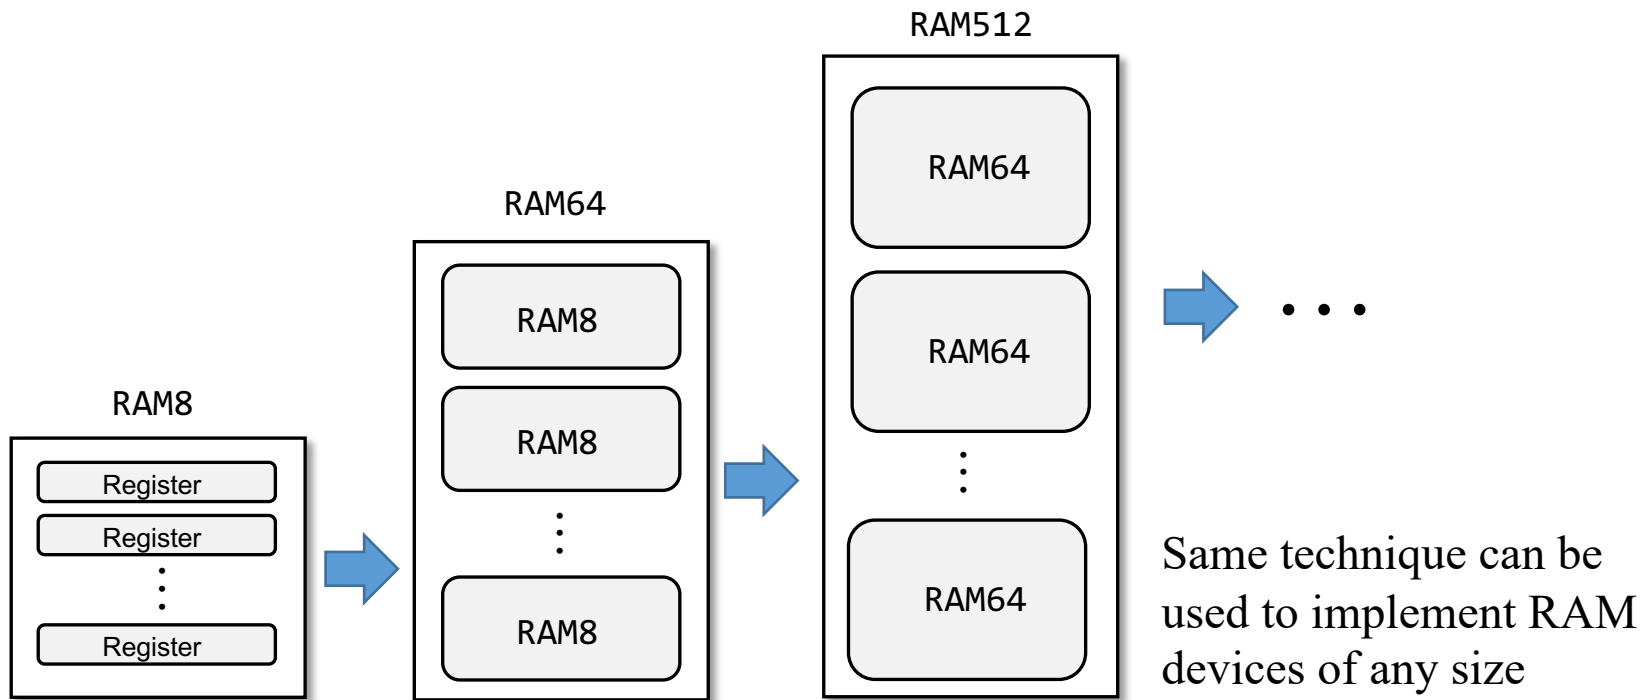 RAM8
Register
Register
⋮
Register
RAM64
RAM8
RAM8
⋮
RAM8
RAM512
RAM64
RAM64
⋮
RAM64
• • •
Same technique can be
used to implement RAM
devices of any size